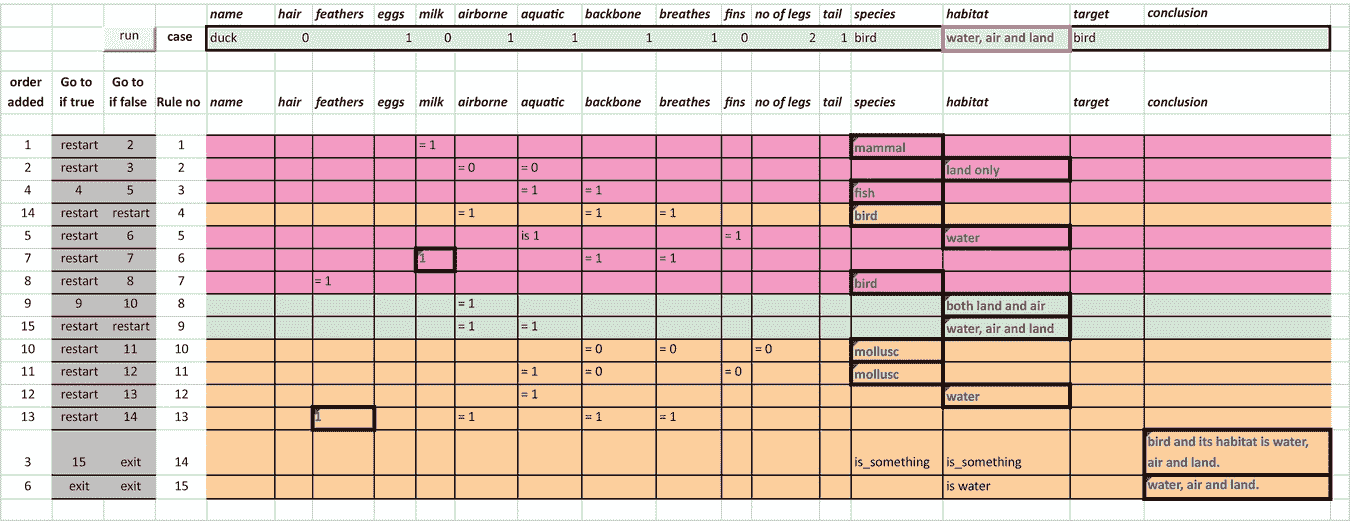 name hair feathers eggs milk airborne aquatic backbone breathes fins no of legs tail species habitat target conclusion
run case duck 0 1 0 1 1 1 1 0 2 1 bird water, air and land bird
order Go to Go to
added if true if false Rule no name hair feathers eggs milk airborne aquatic backbone breathes fins no of legs tail species habitat target conclusion
1 restart 2 1 = 1 mammal
2 restart 3 2 = 0 = 0 land only
4 4 5 3 = 1 = 1 fish
14 restart restart 4 = 1 = 1 = 1 bird
5 restart 6 5 is 1 = 1 water
7 restart 7 6 1 = 1 = 1
8 restart 8 7 = 1 bird
9 9 10 8 = 1 both land and air
15 restart restart 9 = 1 = 1 water, air and land
10 restart 11 10 = 0 = 0 = 0 mollusc
11 restart 12 11 = 1 = 0 = 0 mollusc
12 restart 13 12 = 1 water
13 restart 14 13 1 = 1 = 1 = 1
bird and its habitat is water,
3 15 exit 14 is_something is_something air and land.
6 exit exit 15 is water water, air and land.